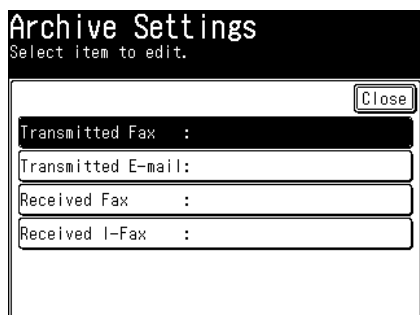 Archive Settings
Select item to edit.
Close
Transmitted Fax :
Transmitted E-mail:
Received Fax :
Received I-Fax :